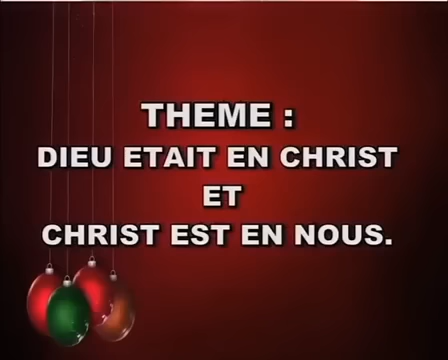 THEME :
DIEU ETAIT EN CHRIST
ET
CHRIST EST EN NOUS.